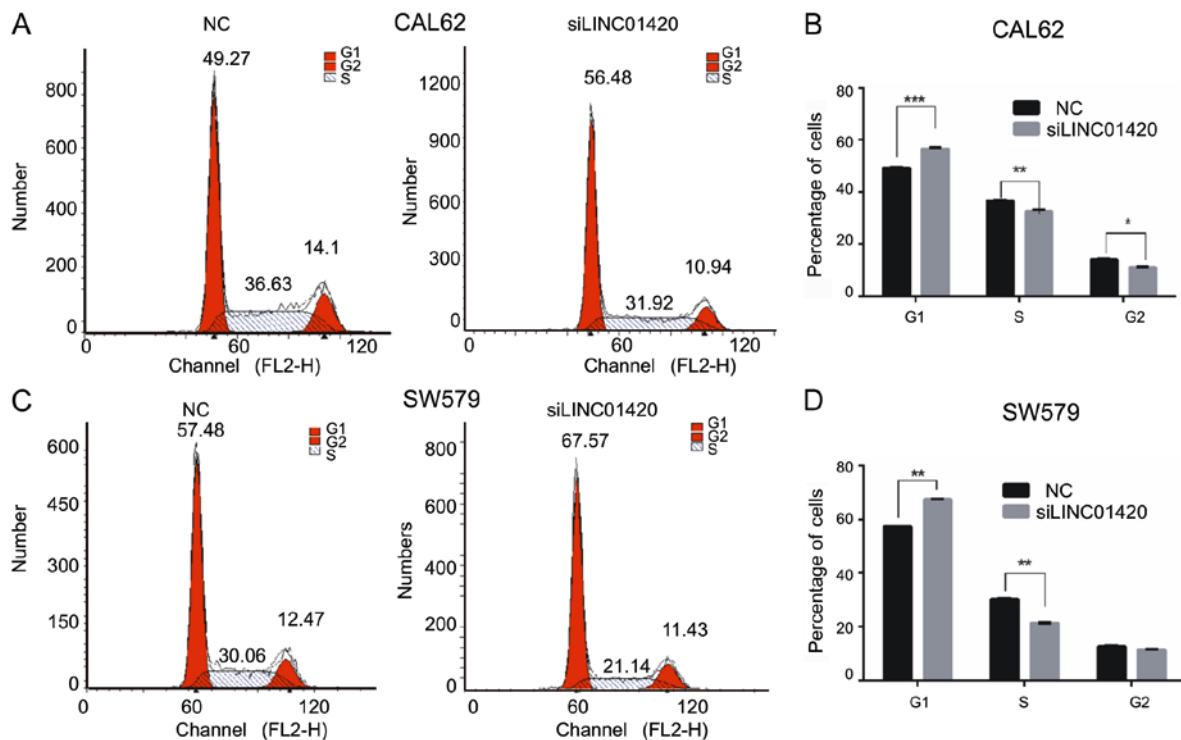 A
NC
CAL62
siLINC01420
49.27
G1
G2
S
36.63
14.1
800
600
400
200
0
Number
0
60
120
Channel (FL2-H)
56.48
G1
G2
S
31.92
10.94
1200
900
600
300
0
Number
0
60
120
Channel (FL2-H)
B
CAL62
NC
siLINC01420
***
**
*
80
60
40
20
0
Percentage of cells
G1
S
G2
C
NC
SW579
siLINC01420
57.48
G1
G2
S
30.06
12.47
600
450
300
150
0
Number
0
60
120
Channel (FL2-H)
67.57
G1
G2
S
21.14
11.43
800
600
400
200
0
Numbers
0
60
120
Channel (FL2-H)
D
SW579
NC
siLINC01420
**
**
80
60
40
20
0
Percentage of cells
G1
S
G2